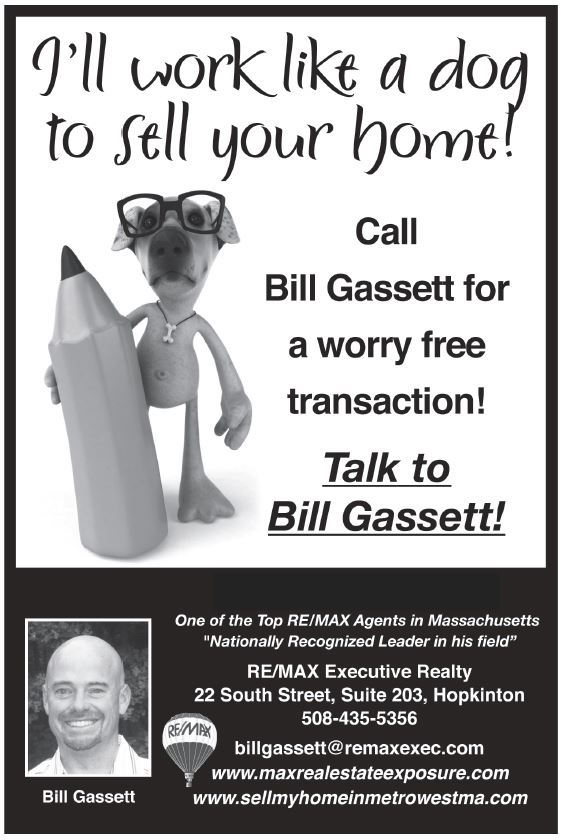 I'll work like a dog
to sell your home!
Call
Bill Gassett for
a worry free
transaction!
Talk to
Bill Gassett!
One of the Top RE/MAX Agents in Massachusetts
"Nationally Recognized Leader in his field”
RE/MAX Executive Realty
22 South Street, Suite 203, Hopkinton
508-435-5356
RE/MAX
billgassett@remaxexec.com
www.maxrealestateexposure.com
Bill Gassett
www.sellmyhomeinmetrowestma.com